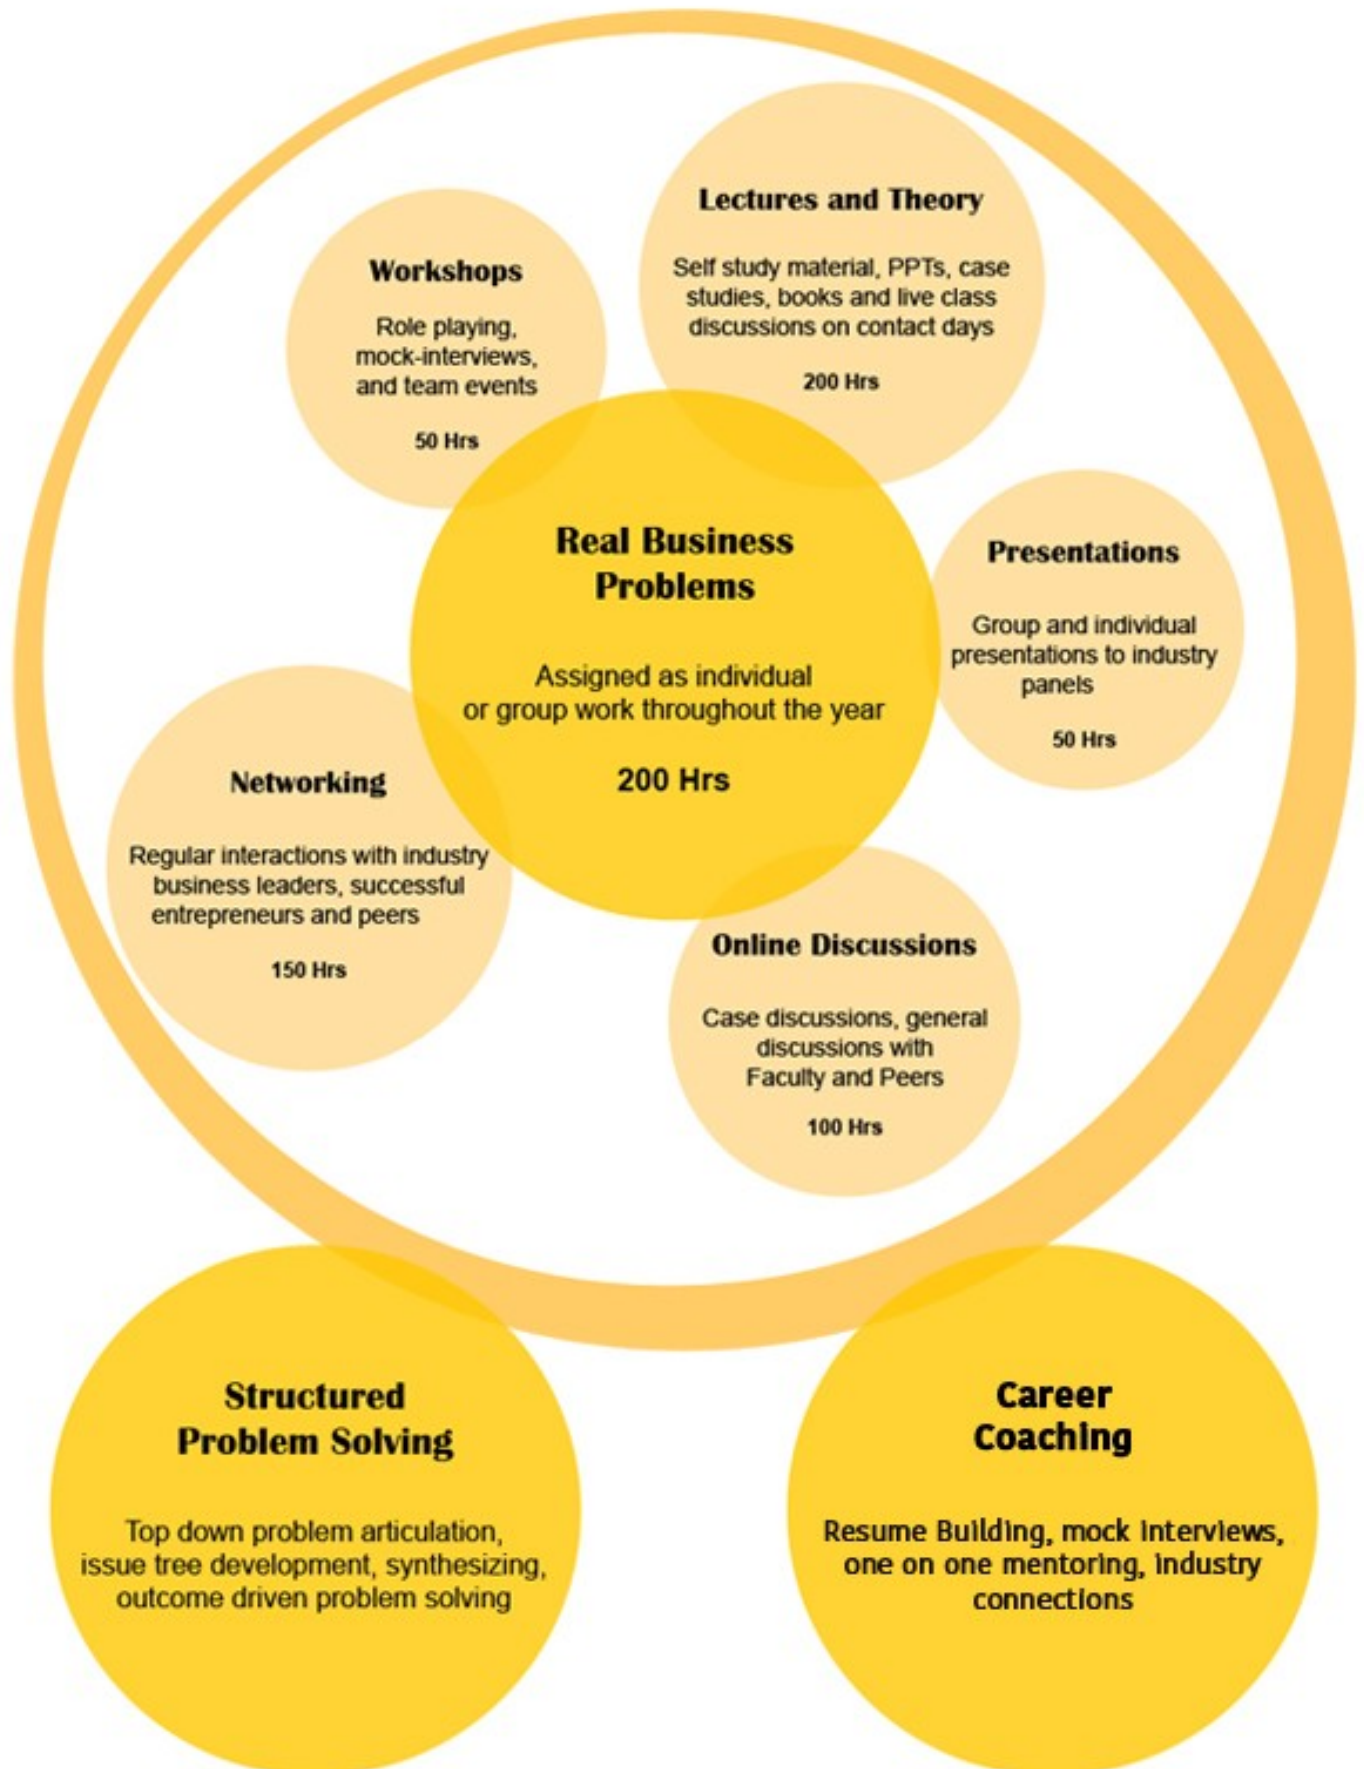 Lectures and Theory
Self study material, PPTs, case
studies, books and live class
discussions on contact days
200 Hrs
Workshops
Role playing,
mock-interviews,
and team events
50 Hrs
Real Business
Problems
Assigned as individual
or group work throughout the year
200 Hrs
Presentations
Group and individual
presentations to industry
panels
50 Hrs
Networking
Regular interactions with industry
business leaders, successful
entrepreneurs and peers
150 Hrs
Online Discussions
Case discussions, general
discussions with
Faculty and Peers
100 Hrs
Structured
Problem Solving
Top down problem articulation,
issue tree development, synthesizing,
outcome driven problem solving
Career
Coaching
Resume Building, mock interviews,
one on one mentoring, industry
connections